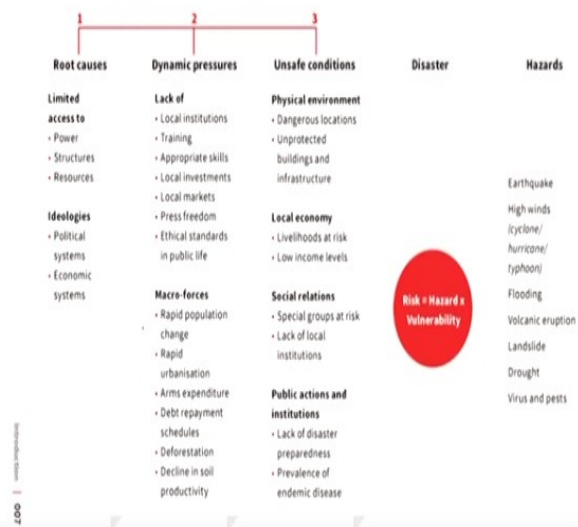 1
2
3
Root causes
Limited
access to
• Power
• Structures
• Resources
Ideologies
• Political
systems
• Economic
systems
Dynamic pressures
Lack of
• Local institutions
• Training
• Appropriate skills
• Local investments
• Local markets
• Press freedom
• Ethical standards
in public life
Macro-forces
• Rapid population
change
• Rapid
urbanisation
• Arms expenditure
• Debt repayment
schedules
• Deforestation
• Decline in soil
productivity
Unsafe conditions
Physical environment
• Dangerous locations
• Unprotected
buildings and
infrastructure
Local economy
• Livelihoods at risk
• Low income levels
Social relations
• Special groups at risk
• Lack of local
institutions
Public actions and
institutions
• Lack of disaster
preparedness
• Prevalence of
endemic disease
Disaster
Risk = Hazard x
Vulnerability
Hazards
Earthquake
High winds
(cyclone/
hurricane/
typhoon)
Flooding
Volcanic eruption
Landslide
Drought
Virus and pests
| 007